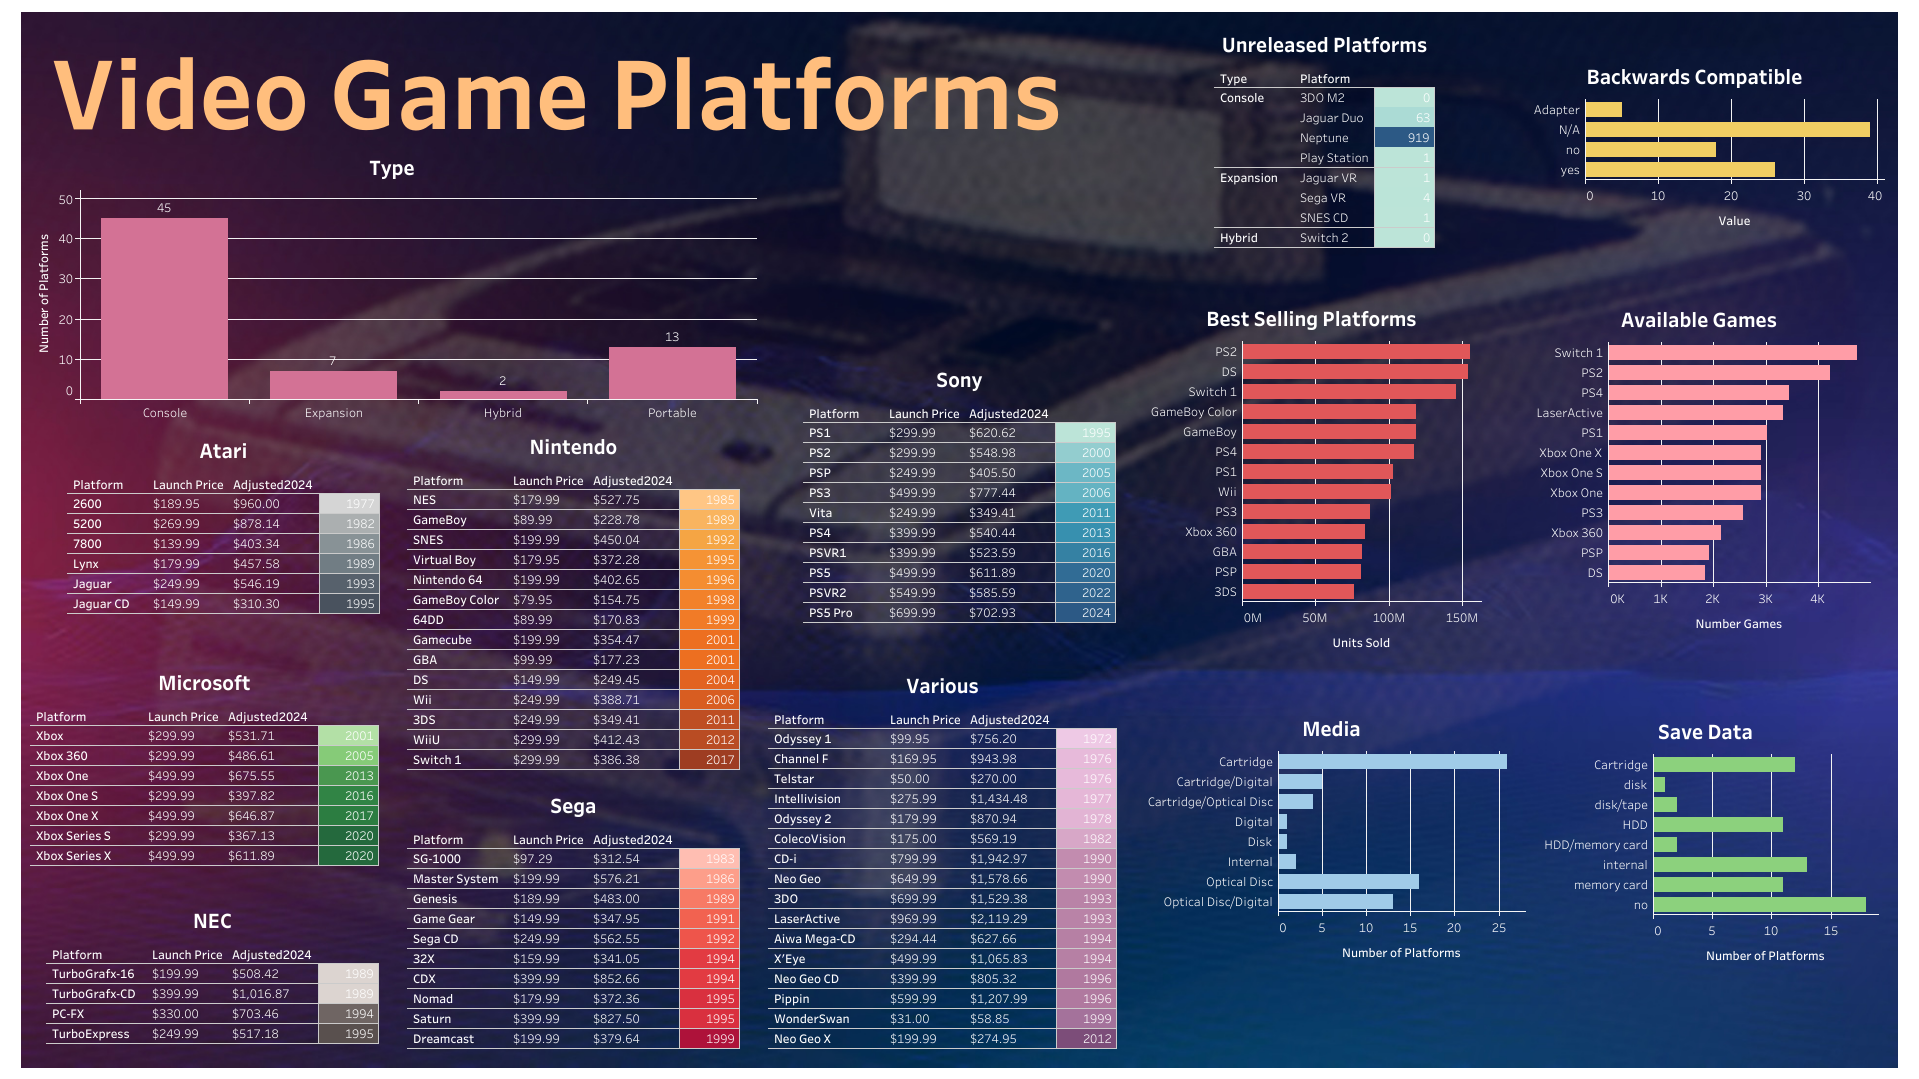 Video Game Platforms
Type
Number of Platforms
50
40
30
20
10
0
45
7
2
13
Console Expansion Hybrid Portable
Atari
Platform Launch Price Adjusted2024
2600 $189.95 $960.00 1977
5200 $269.99 $878.14 1982
7800 $139.99 $403.34 1986
Lynx $179.99 $457.58 1989
Jaguar $249.99 $546.19 1993
Jaguar CD $149.99 $310.30 1995
Microsoft
Platform Launch Price Adjusted2024
Xbox $299.99 $531.71 2001
Xbox 360 $299.99 $486.61 2005
Xbox One $499.99 $675.55 2013
Xbox One S $299.99 $397.82 2016
Xbox One X $499.99 $646.87 2017
Xbox Series S $299.99 $367.13 2020
Xbox Series X $499.99 $611.89 2020
NEC
Platform Launch Price Adjusted2024
TurboGrafx-16 $199.99 $508.42 1989
TurboGrafx-CD $399.99 $1,016.87 1989
PC-FX $330.00 $703.46 1994
TurboExpress $249.99 $517.18 1995
Nintendo
Platform Launch Price Adjusted2024
NES $179.99 $527.75 1985
GameBoy $89.99 $228.78 1989
SNES $199.99 $450.04 1992
Virtual Boy $179.95 $372.28 1995
Nintendo 64 $199.99 $402.65 1996
GameBoy Color $79.95 $154.75 1998
64DD $89.99 $170.83 1999
Gamecube $199.99 $354.47 2001
GBA $99.99 $177.23 2001
DS $149.99 $249.45 2004
Wii $249.99 $388.71 2006
3DS $249.99 $349.41 2011
WiiU $299.99 $412.43 2012
Switch 1 $299.99 $386.38 2017
Sega
Platform Launch Price Adjusted2024
SG-1000 $97.29 $312.54 1983
Master System $199.99 $576.21 1986
Genesis $189.99 $483.00 1989
Game Gear $149.99 $347.95 1991
Sega CD $249.99 $562.55 1992
32X $159.99 $341.05 1994
CDX $399.99 $852.66 1994
Nomad $179.99 $372.36 1995
Saturn $399.99 $827.50 1995
Dreamcast $199.99 $379.64 1999
Sony
Platform Launch Price Adjusted2024
PS1 $299.99 $620.62 1995
PS2 $299.99 $548.98 2000
PSP $249.99 $405.50 2005
PS3 $499.99 $777.44 2006
Vita $249.99 $349.41 2011
PS4 $399.99 $540.44 2013
PSVR1 $399.99 $523.59 2016
PS5 $499.99 $611.89 2020
PSVR2 $549.99 $585.59 2022
PS5 Pro $699.99 $702.93 2024
Various
Platform Launch Price Adjusted2024
Odyssey 1 $99.95 $756.20 1972
Channel F $169.95 $943.98 1976
Telstar $50.00 $270.00 1976
Intellivision $275.99 $1,434.48 1977
Odyssey 2 $179.99 $870.94 1978
ColecoVision $175.00 $569.19 1982
CD-i $799.99 $1,942.97 1990
Neo Geo $649.99 $1,578.66 1990
3DO $699.99 $1,529.38 1993
LaserActive $969.99 $2,119.29 1993
Aiwa Mega-CD $294.44 $627.66 1994
X'Eye $499.99 $1,065.83 1994
Neo Geo CD $399.99 $805.32 1996
Pippin $599.99 $1,207.99 1996
WonderSwan $31.00 $58.85 1999
Neo Geo X $199.99 $274.95 2012
Unreleased Platforms
Type Platform
Console 3DO M2 0
Jaguar Duo 63
Neptune 919
Play Station 1
Expansion Jaguar VR 1
Sega VR 4
SNES CD 1
Hybrid Switch 2 0
Backwards Compatible
Adapter
N/A
no
yes
0 10 20 30 40
Value
Best Selling Platforms
PS2
DS
Switch 1
GameBoy Color
GameBoy
PS4
PS1
Wii
PS3
Xbox 360
GBA
PSP
3DS
0M 50M 100M 150M
Units Sold
Available Games
Switch 1
PS2
PS4
LaserActive
PS1
Xbox One X
Xbox One S
Xbox One
PS3
Xbox 360
PSP
DS
0K 1K 2K 3K 4K
Number Games
Media
Cartridge
Cartridge/Digital
Cartridge/Optical Disc
Digital
Disk
Internal
Optical Disc
Optical Disc/Digital
0 5 10 15 20 25
Number of Platforms
Save Data
Cartridge
disk
disk/tape
HDD
HDD/memory card
internal
memory card
no
0 5 10 15
Number of Platforms